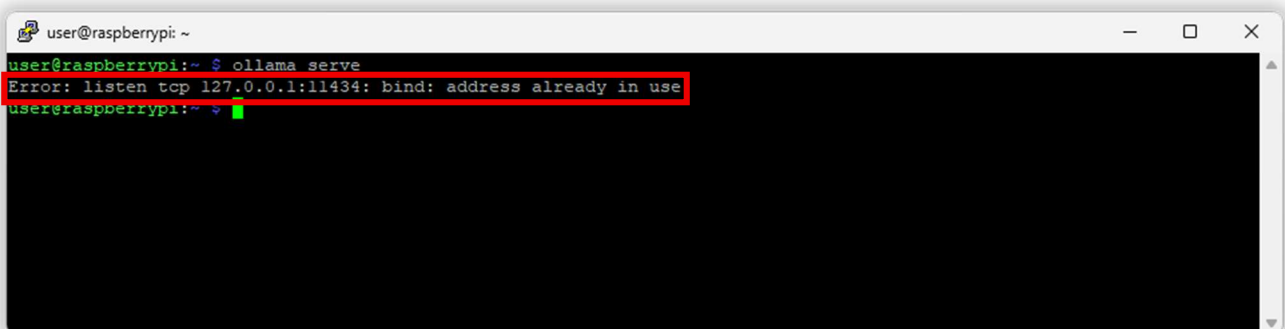 user@raspberrypi: ~
user@raspberrypi:~ $ ollama serve
Error: listen tcp 127.0.0.1:11434: bind: address already in use
user@raspberrypi:~ $